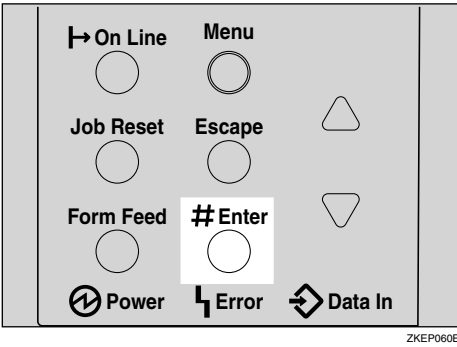 On Line Menu
Job Reset Escape
Form Feed # Enter
Power Error Data In
ZKEP060E